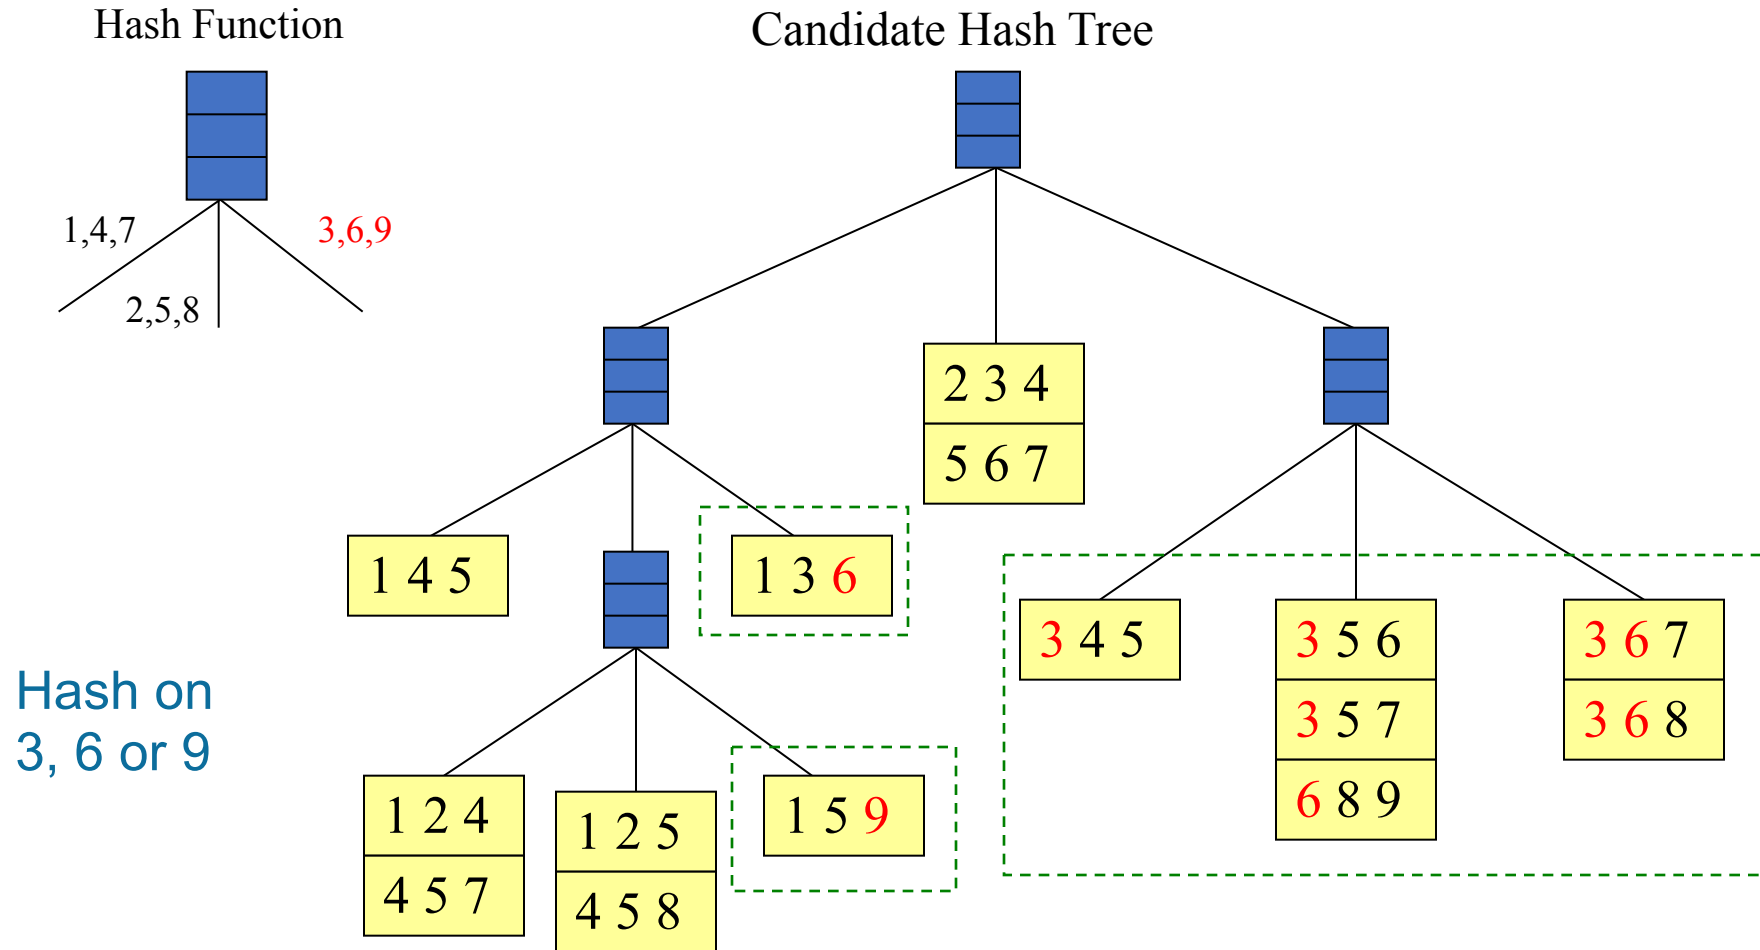 Hash Function
Candidate Hash Tree
1,4,7
3,6,9
2,5,8
2 3 4
5 6 7
1 4 5
1 3 6
3 4 5
3 5 6
3 6 7
3 5 7
3 6 8
6 8 9
Hash on
3, 6 or 9
1 2 4
1 2 5
1 5 9
4 5 7
4 5 8